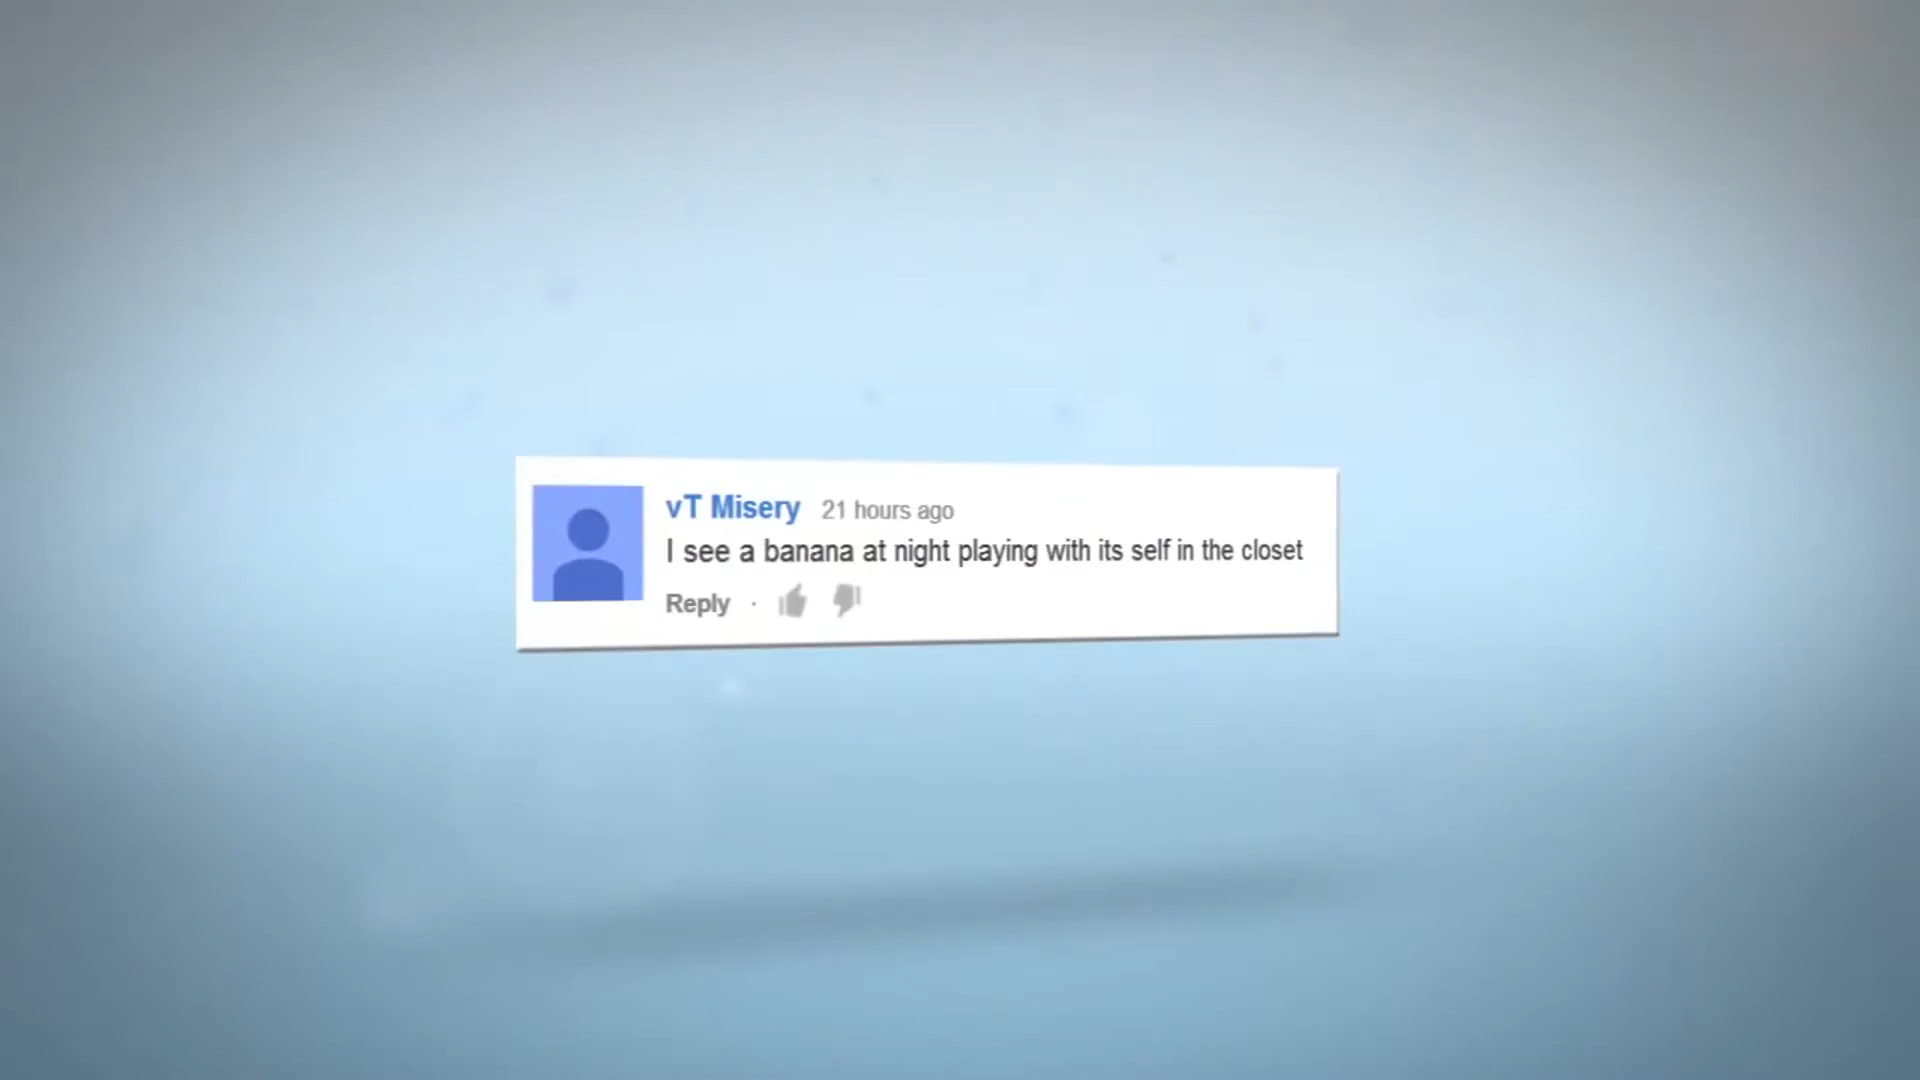 vT Misery 21 hours ago
I see a banana at night playing with its self in the closet
Reply ·